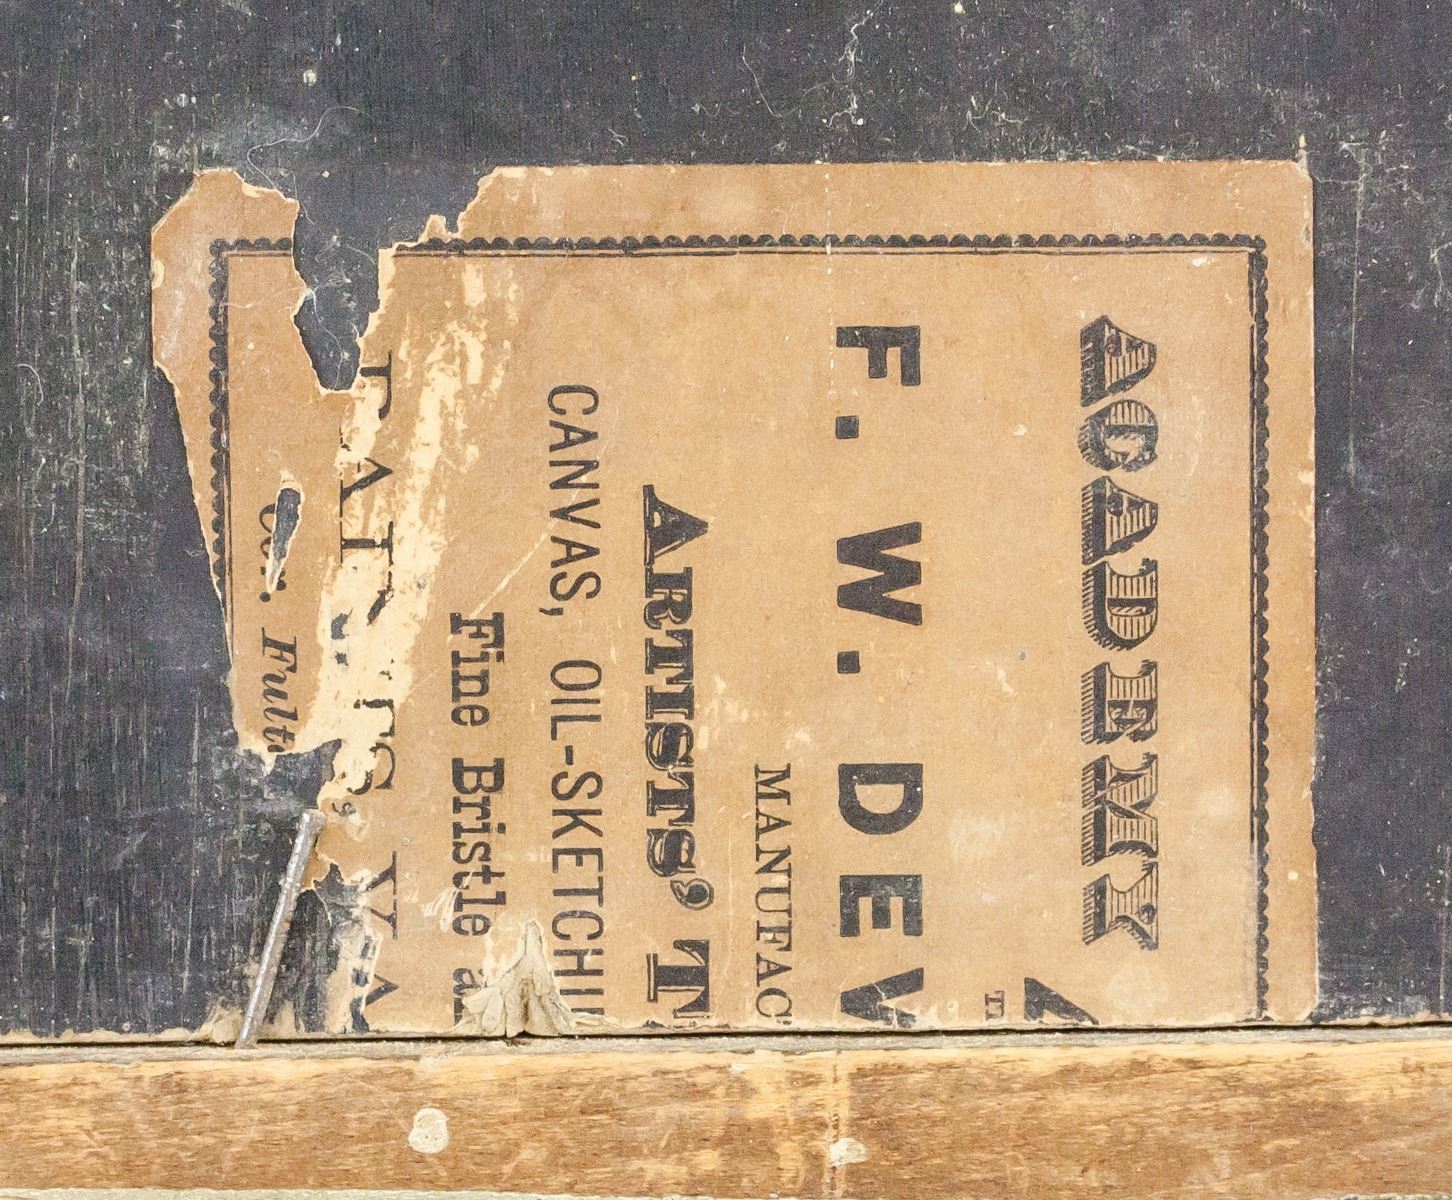 ACADEMY
F. W. DEV
MANUFAC
ARTISTS' T
CANVAS, OIL-SKETCHI
Fine Bristle a
Fult